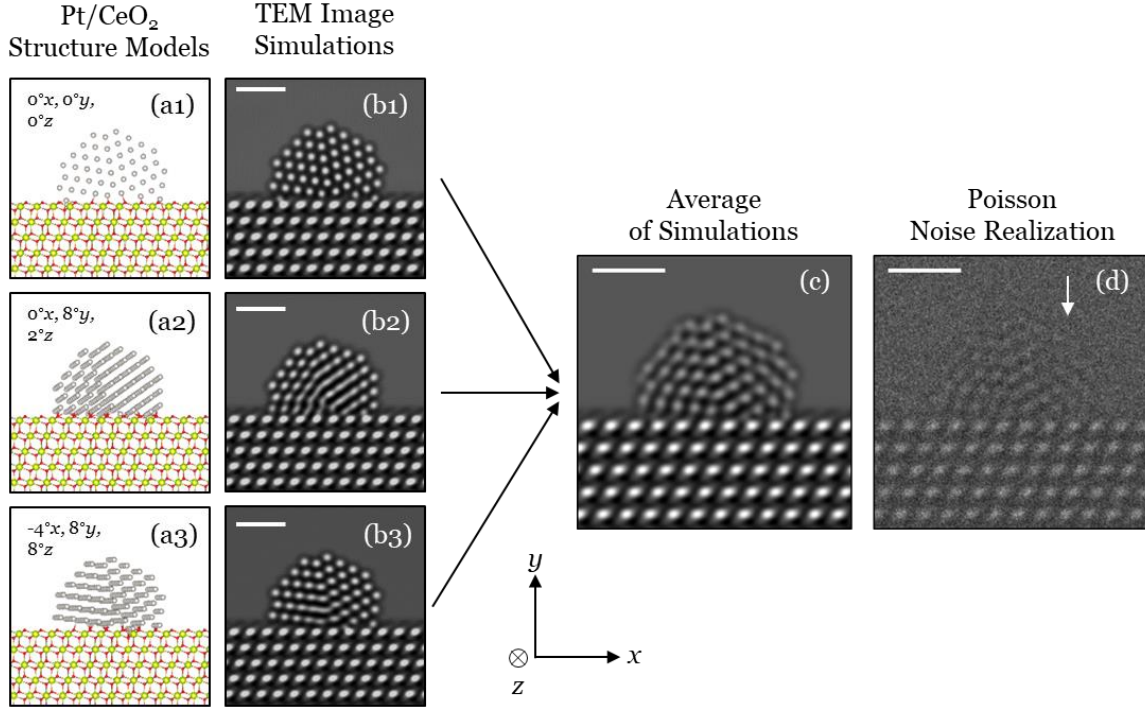 Pt/CeO₂
Structure Models
TEM Image
Simulations
0°x, 0°y,
0°z
(a1)
(b1)
0°x, 8°y,
2°z
(a2)
(b2)
-4°x, 8°y,
8°z
(a3)
(b3)
Average
of Simulations
(c)
Poisson
Noise Realization
(d)
y
x
z